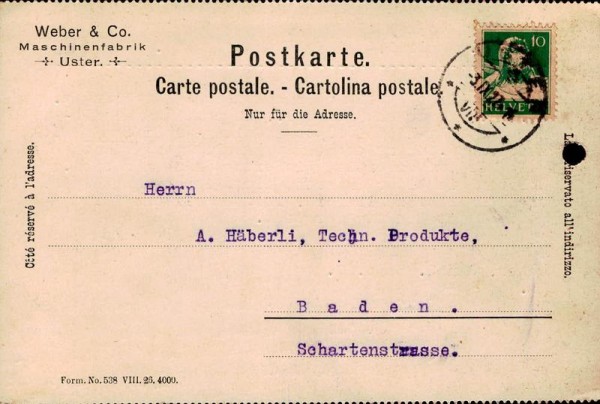 Weber & Co.
Maschinenfabrik
Uster.
Postkarte.
Carte postale. - Cartolina postale.
Nur für die Adresse.
10
HELVETIA
VIII
Côté réservé à l'adresse.
riservato all'indirizzo.
Herrn
A. Häberli, Techn. Produkte,
Baden.
Schartenstrasse.
Form. No. 538 VIII. 26. 4000.